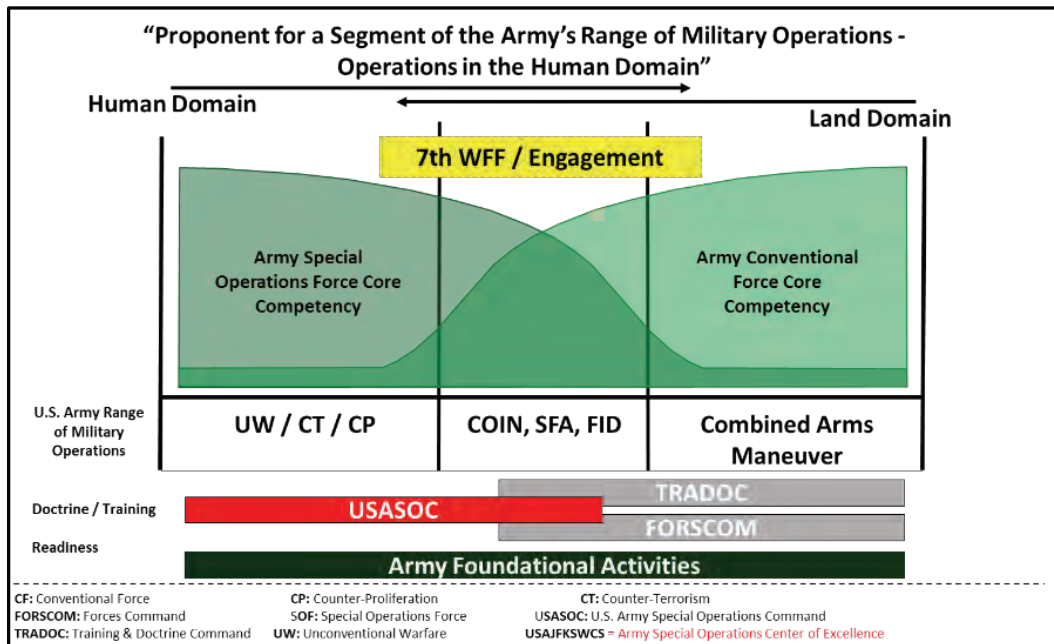 “Proponent for a Segment of the Army’s Range of Military Operations -
Operations in the Human Domain”
Human Domain
Land Domain
7th WFF / Engagement
Army Special
Operations Force Core
Competency
Army Conventional
Force Core
Competency
U.S. Army Range
of Military
Operations
UW / CT / CP
COIN, SFA, FID
Combined Arms
Maneuver
Doctrine / Training
TRADOC
USASOC
FORSCOM
Readiness
Army Foundational Activities
CF: Conventional Force CP: Counter-Proliferation CT: Counter-Terrorism
FORSCOM: Forces Command SOF: Special Operations Force USASOC: U.S. Army Special Operations Command
TRADOC: Training & Doctrine Command UW: Unconventional Warfare USAJFKSWCS = Army Special Operations Center of Excellence